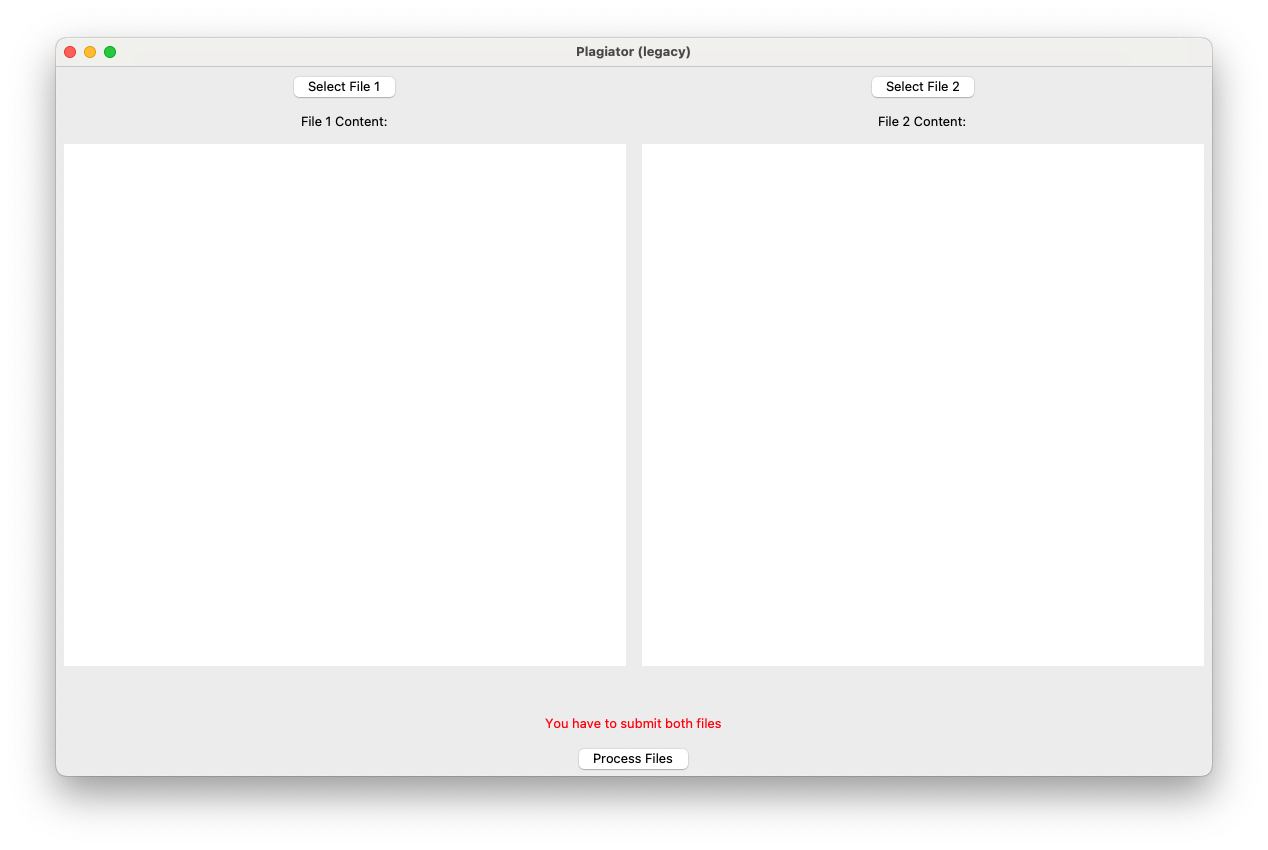 Plagiator (legacy)
Select File 1
Select File 2
File 1 Content:
File 2 Content:
You have to submit both files
Process Files